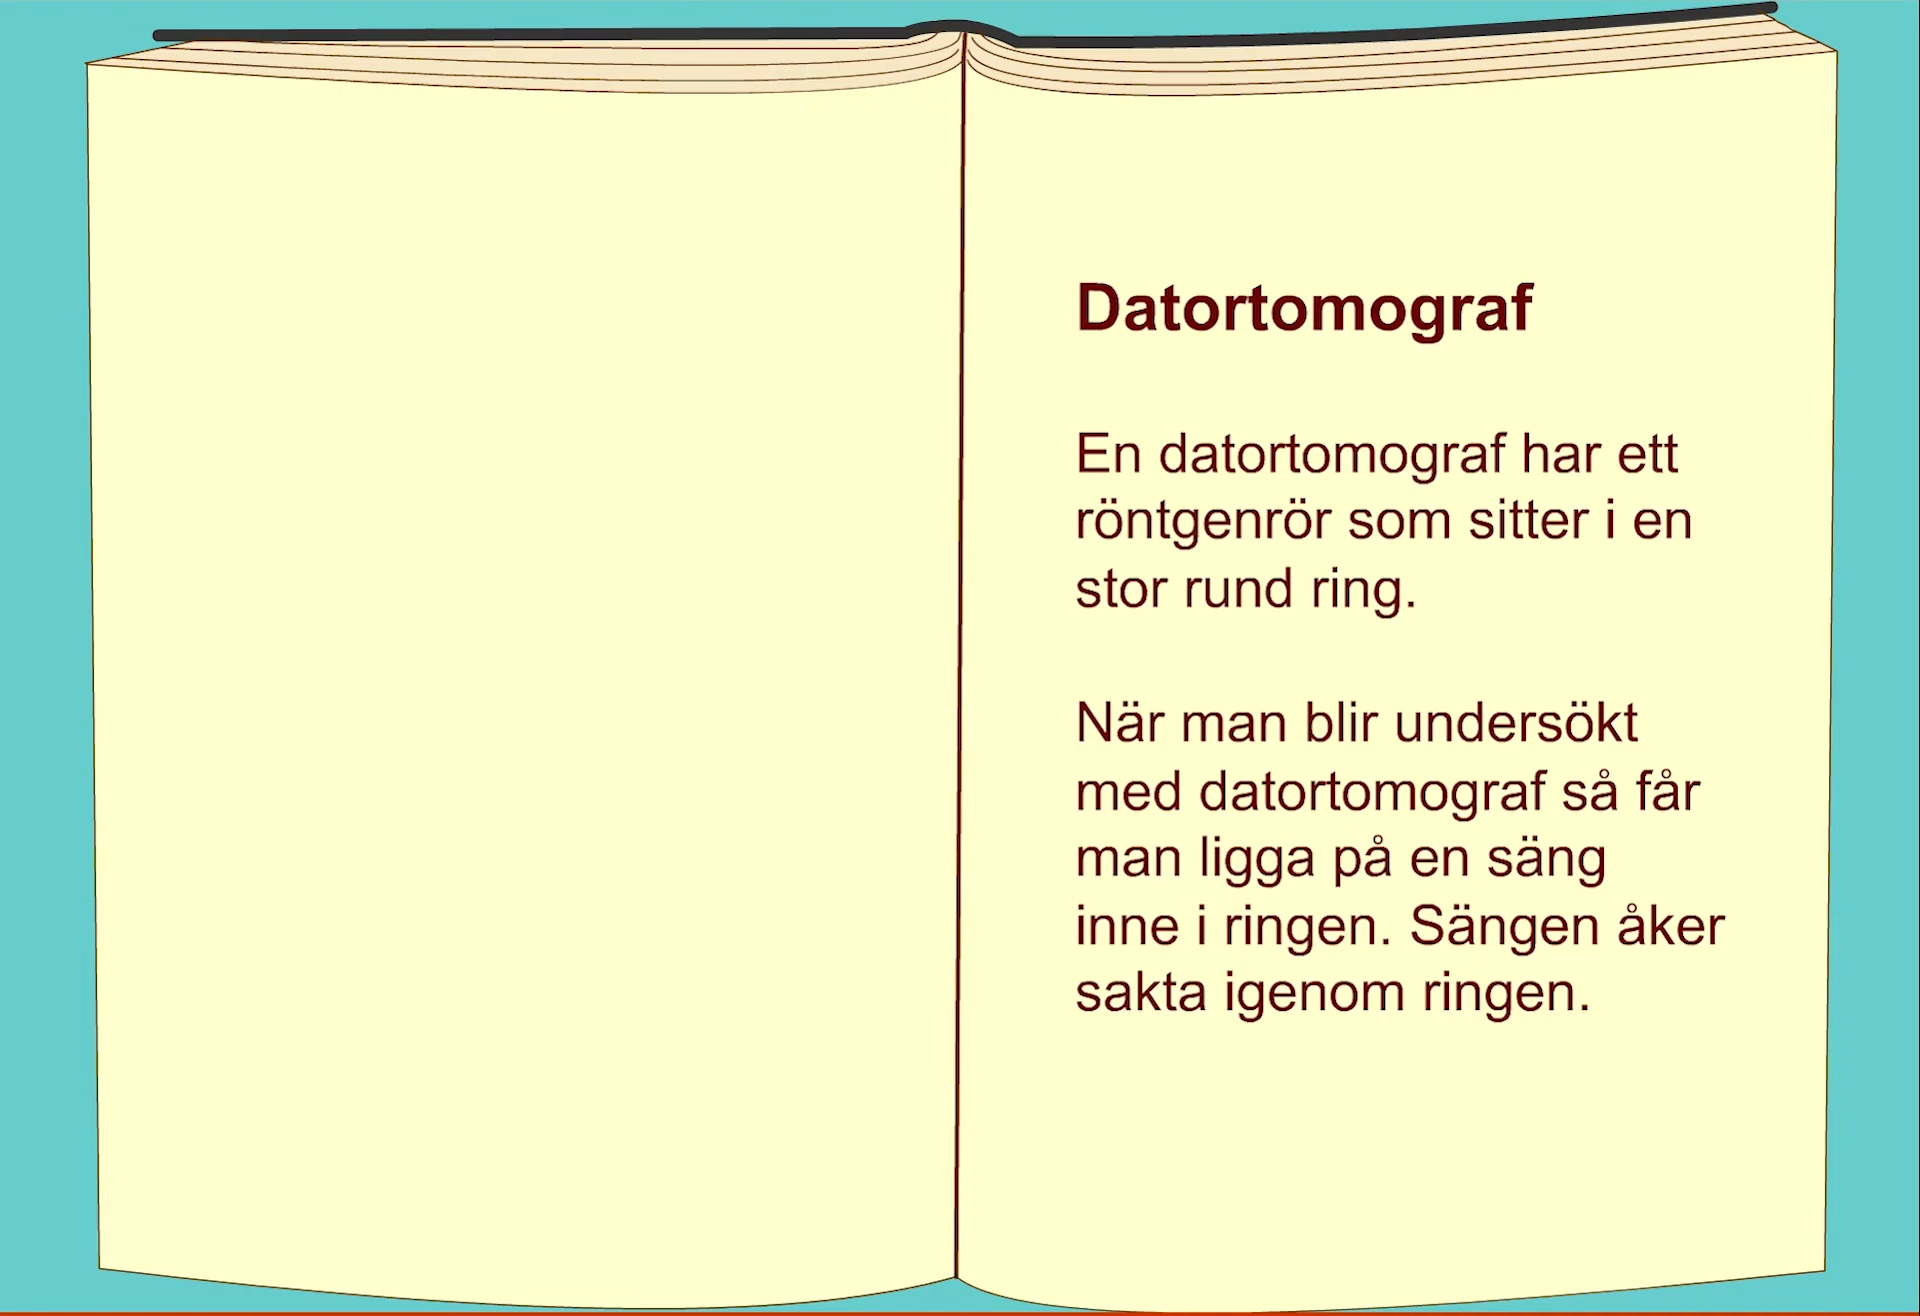 Datortomograf
En datortomograf har ett
röntgenrör som sitter i en
stor rund ring.
När man blir undersökt
med datortomograf så får
man ligga på en säng
inne i ringen. Sängen åker
sakta igenom ringen.